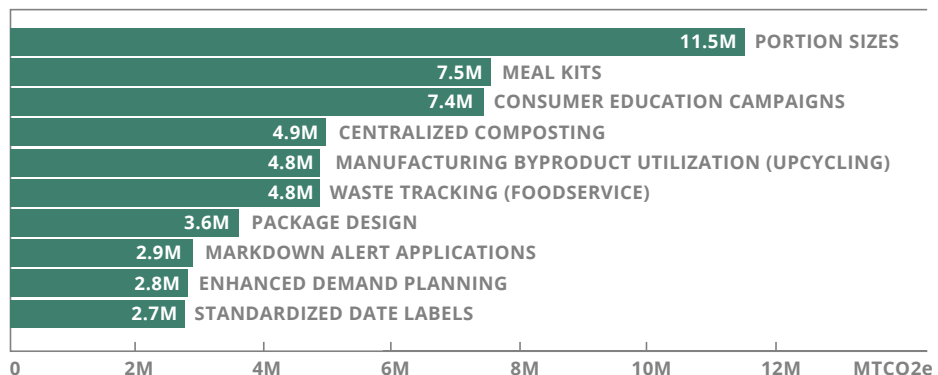 11.5M PORTION SIZES
7.5M MEAL KITS
7.4M CONSUMER EDUCATION CAMPAIGNS
4.9M CENTRALIZED COMPOSTING
4.8M MANUFACTURING BYPRODUCT UTILIZATION (UPCYCLING)
4.8M WASTE TRACKING (FOODSERVICE)
3.6M PACKAGE DESIGN
2.9M MARKDOWN ALERT APPLICATIONS
2.8M ENHANCED DEMAND PLANNING
2.7M STANDARDIZED DATE LABELS
0 2M 4M 6M 8M 10M 12M MTCO2e